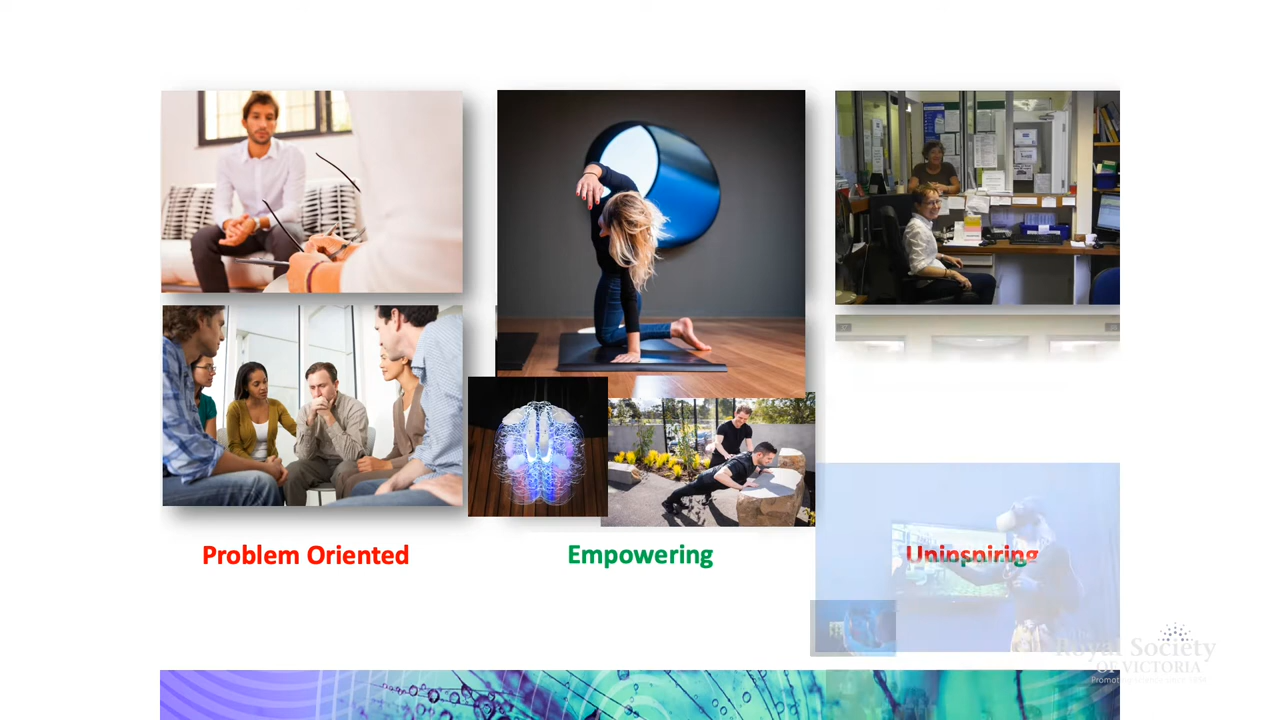 Problem Oriented
Empowering
Uninspiring
Royal Society
OF VICTORIA